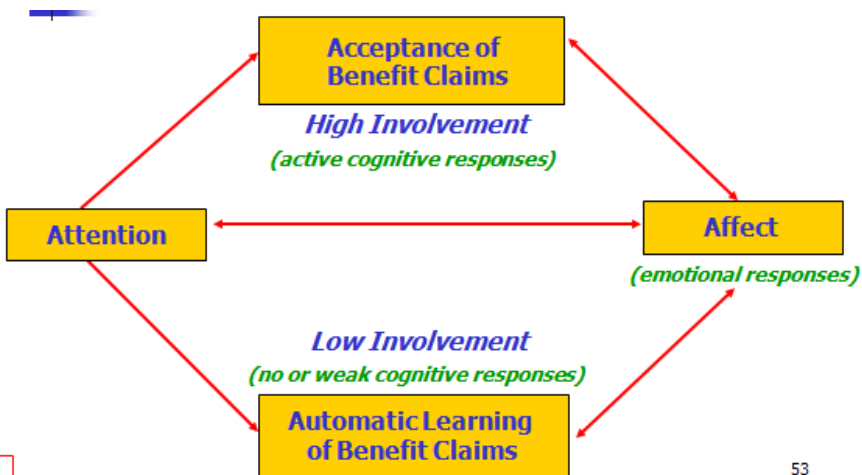 Acceptance of
Benefit Claims
High Involvement
(active cognitive responses)
Attention
Affect
(emotional responses)
Low Involvement
(no or weak cognitive responses)
Automatic Learning
of Benefit Claims
53